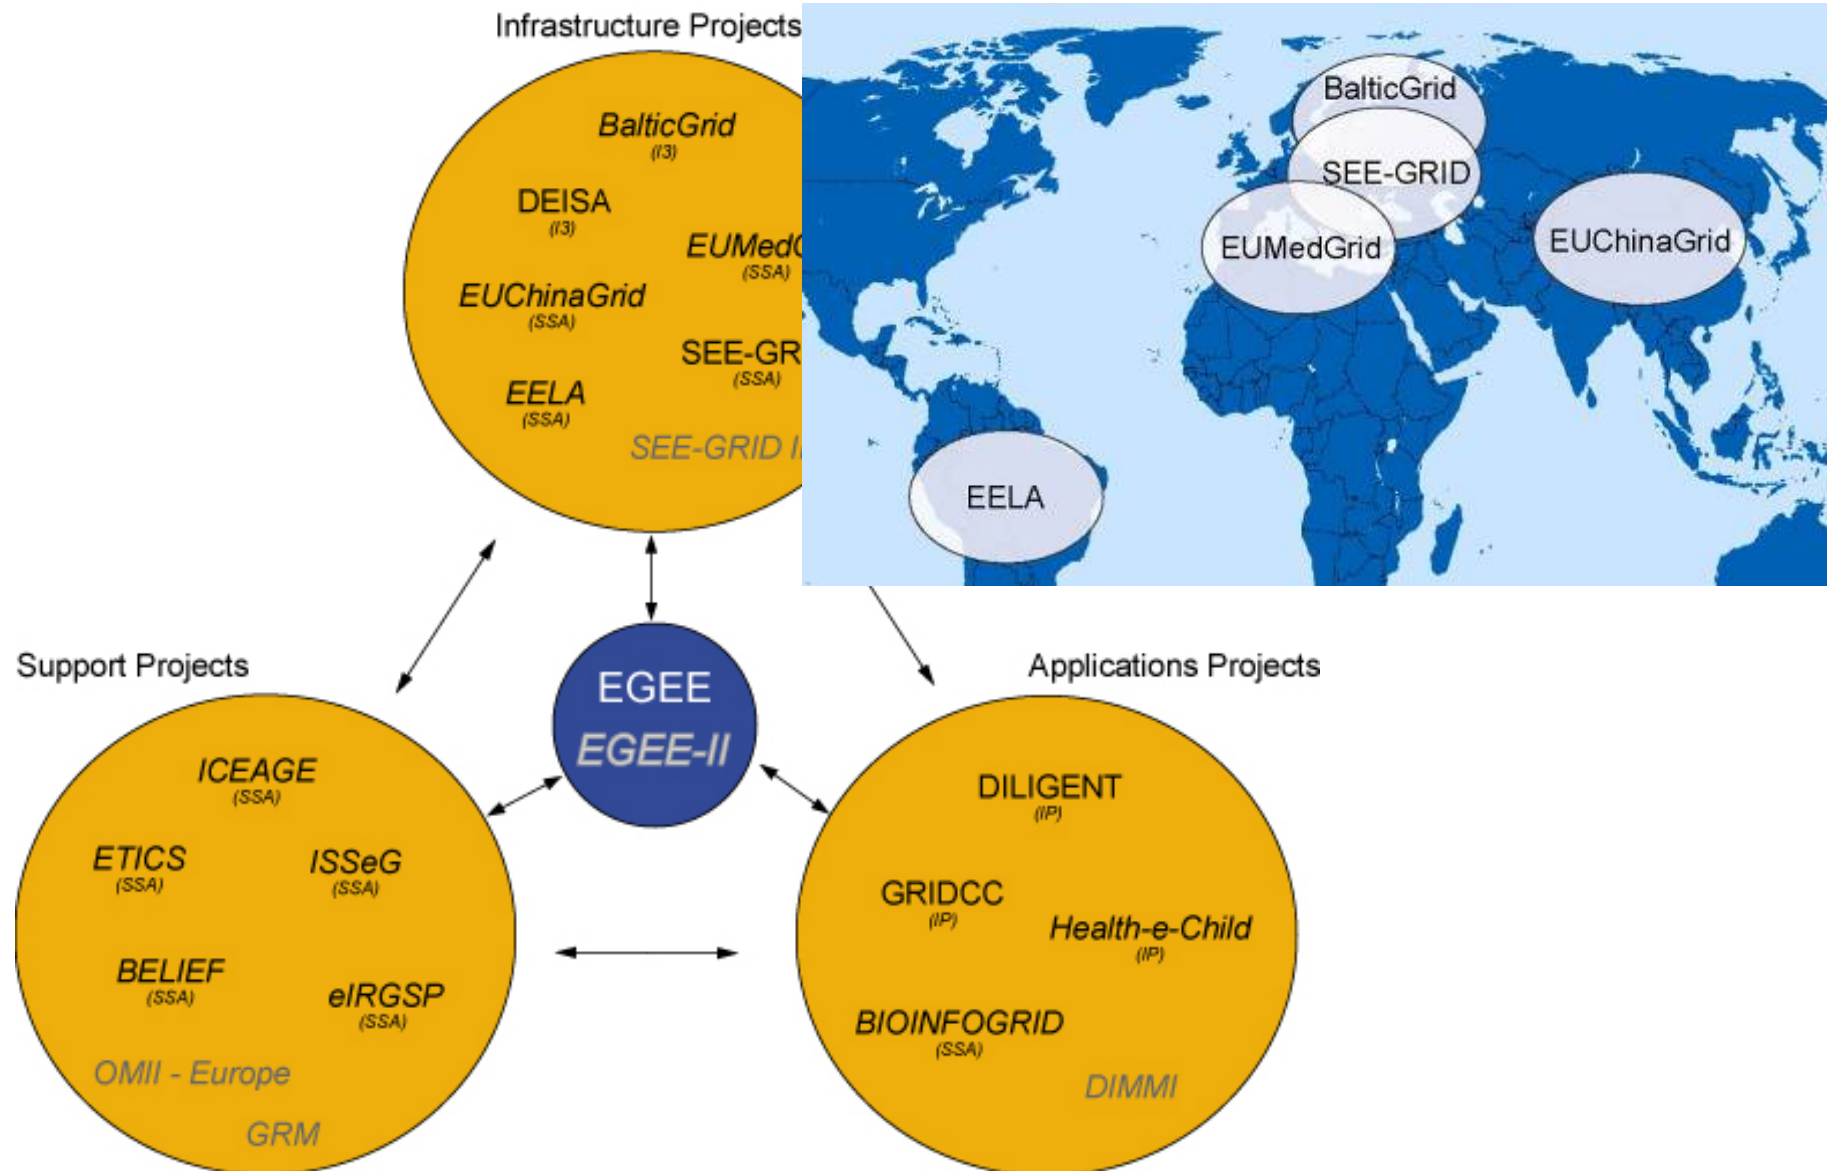 Infrastructure Projects
BalticGrid
(I3)
DEISA
(I3)
EUMedG
(SSA)
EUChinaGrid
(SSA)
SEE-GR
(SSA)
EELA
(SSA)
SEE-GRID I
BalticGrid
SEE-GRID
EUMedGrid
EUChinaGrid
EELA
Support Projects
Applications Projects
EGEE
EGEE-II
ICEAGE
(SSA)
ETICS
(SSA)
ISSeG
(SSA)
BELIEF
(SSA)
eIRGSP
(SSA)
OMII - Europe
GRM
DILIGENT
(IP)
GRIDCC
(IP)
Health-e-Child
(IP)
BIOINFOGRID
(SSA)
DIMMI